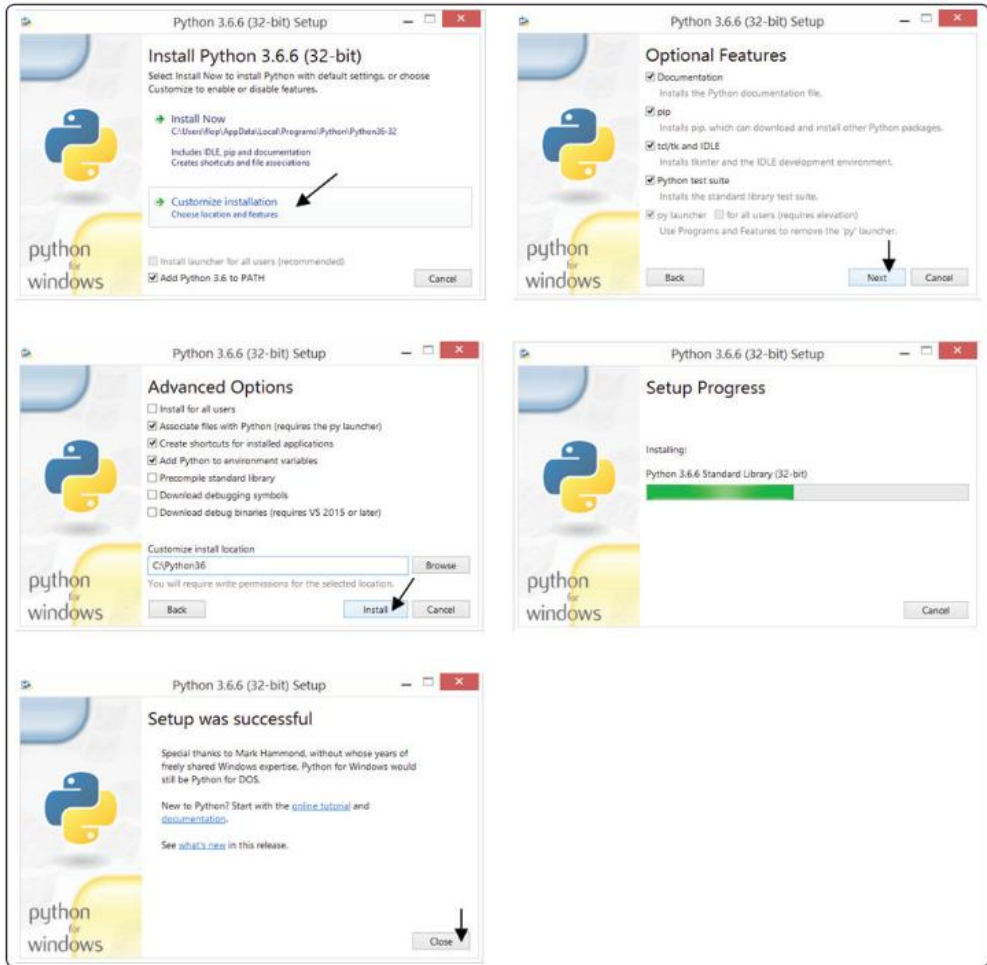 Python 3.6.6 (32-bit) Setup
Install Python 3.6.6 (32-bit)
Select Install Now to install Python with default settings, or choose
Customize to enable or disable features.
Install Now
C:\Users\flop\AppData\Local\Programs\Python\Python36-32
Includes IDLE, pip and documentation
Creates shortcuts and file associations
Customize installation
Choose location and features
Install launcher for all users (recommended)
Add Python 3.6 to PATH
Cancel
python
for
windows
Python 3.6.6 (32-bit) Setup
Optional Features
Documentation
Installs the Python documentation file.
pip
Installs pip, which can download and install other Python packages.
tcl/tk and IDLE
Installs tkinter and the IDLE development environment.
Python test suite
Installs the standard library test suite.
py launcher for all users (requires elevation)
Use Programs and Features to remove the 'py' launcher.
Back Next Cancel
python
for
windows
Python 3.6.6 (32-bit) Setup
Advanced Options
Install for all users
Associate files with Python (requires the py launcher)
Create shortcuts for installed applications
Add Python to environment variables
Precompile standard library
Download debugging symbols
Download debug binaries (requires VS 2015 or later)
Customize install location
C:\Python36 Browse
You will require write permissions for the selected location.
Back Install Cancel
python
for
windows
Python 3.6.6 (32-bit) Setup
Setup Progress
Installing:
Python 3.6.6 Standard Library (32-bit)
Cancel
python
for
windows
Python 3.6.6 (32-bit) Setup
Setup was successful
Special thanks to Mark Hammond, without whose years of
freely shared Windows expertise, Python for Windows would
still be Python for DOS.
New to Python? Start with the online tutorial and
documentation.
See what's new in this release.
Close
python
for
windows